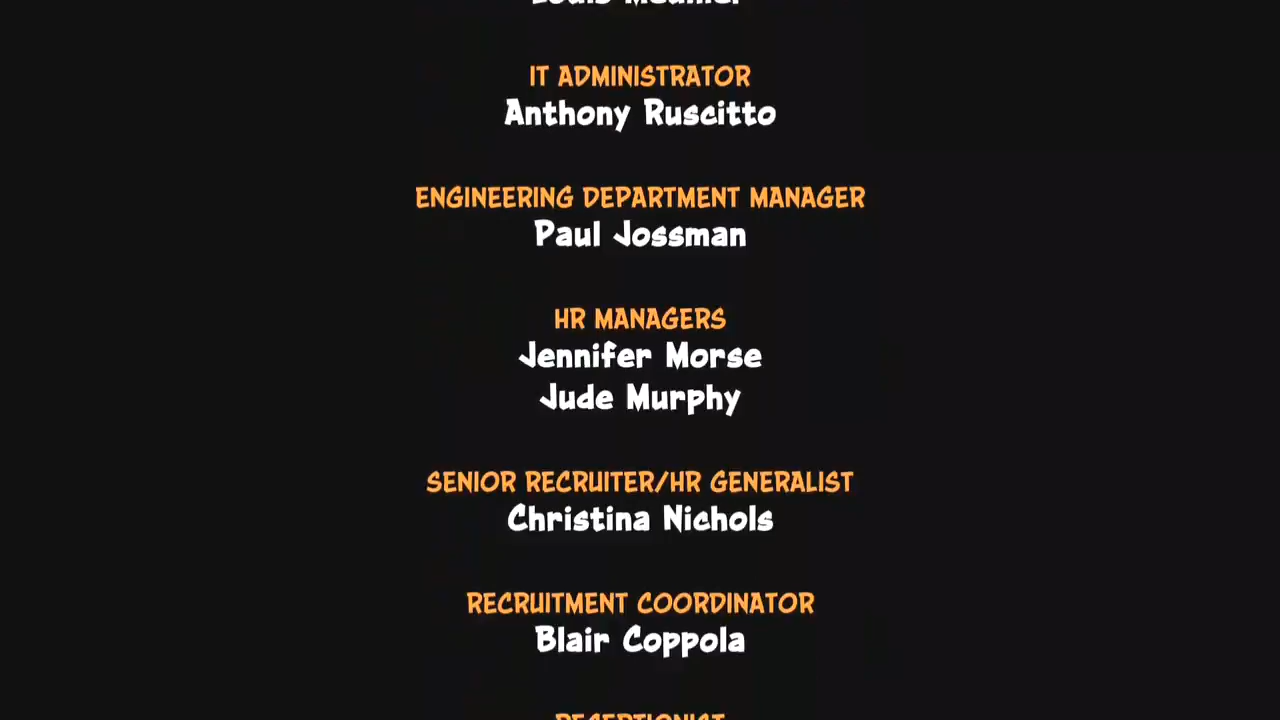 IT ADMINISTRATOR
Anthony Ruscitto
ENGINEERING DEPARTMENT MANAGER
Paul Jossman
HR MANAGERS
Jennifer Morse
Jude Murphy
SENIOR RECRUITER/HR GENERALIST
Christina Nichols
RECRUITMENT COORDINATOR
Blair Coppola
RECEPTIONIST